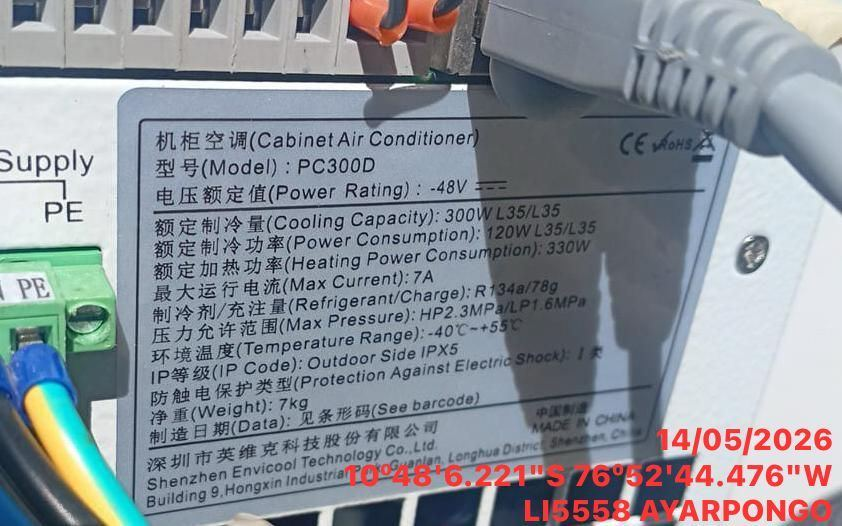 Supply
PE
PE
机柜空调(Cabinet Air Conditioner)
型号(Model) : PC300D
电压额定值(Power Rating) : -48V
CE RoHS
额定制冷量(Cooling Capacity): 300W L35/L35
额定制冷功率(Power Consumption): 120W L35/L35
额定加热功率(Heating Power Consumption): 330W
最大运行电流(Max Current): 7A
制冷剂/充注量(Refrigerant/Charge): R134a/78g
压力允许范围(Max Pressure): HP2.3MPa/LP1.6MPa
环境温度(Temperature Range): -40℃~+55℃
IP等级(IP Code): Outdoor Side IPX5
防触电保护类型(Protection Against Electric Shock): I 类
净重(Weight): 7kg
制造日期(Data): 见条形码(See barcode)
中国制造
MADE IN CHINA
深圳市英维克科技股份有限公司
Shenzhen Envicool Technology Co.,Ltd.
Building 9,Hongxin Industrial Guanlan, Longhua District, Shenzhen, China
14/05/2026
10°48'6.221"S 76°52'44.476"W
LI5558 AYARPONGO